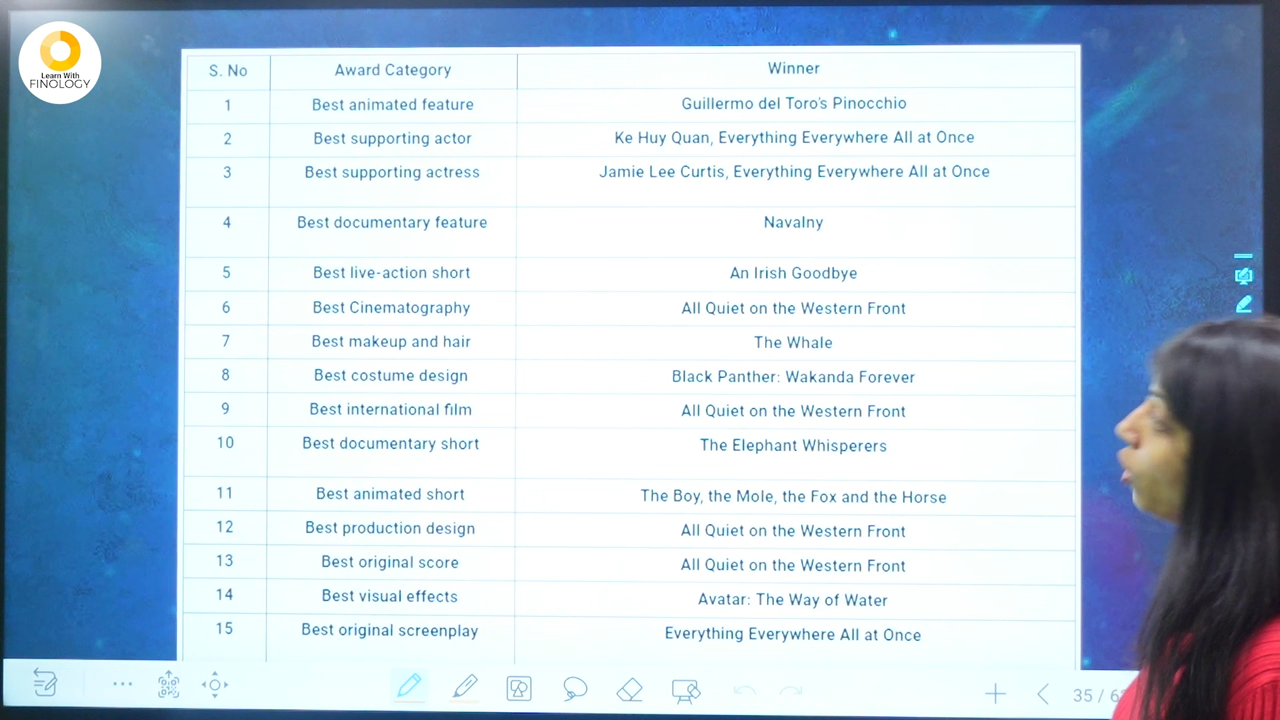 Learn With
FINOLOGY
S. No Award Category Winner
1 Best animated feature Guillermo del Toro's Pinocchio
2 Best supporting actor Ke Huy Quan, Everything Everywhere All at Once
3 Best supporting actress Jamie Lee Curtis, Everything Everywhere All at Once
4 Best documentary feature Navalny
5 Best live-action short An Irish Goodbye
6 Best Cinematography All Quiet on the Western Front
7 Best makeup and hair The Whale
8 Best costume design Black Panther: Wakanda Forever
9 Best international film All Quiet on the Western Front
10 Best documentary short The Elephant Whisperers
11 Best animated short The Boy, the Mole, the Fox and the Horse
12 Best production design All Quiet on the Western Front
13 Best original score All Quiet on the Western Front
14 Best visual effects Avatar: The Way of Water
15 Best original screenplay Everything Everywhere All at Once
35 /